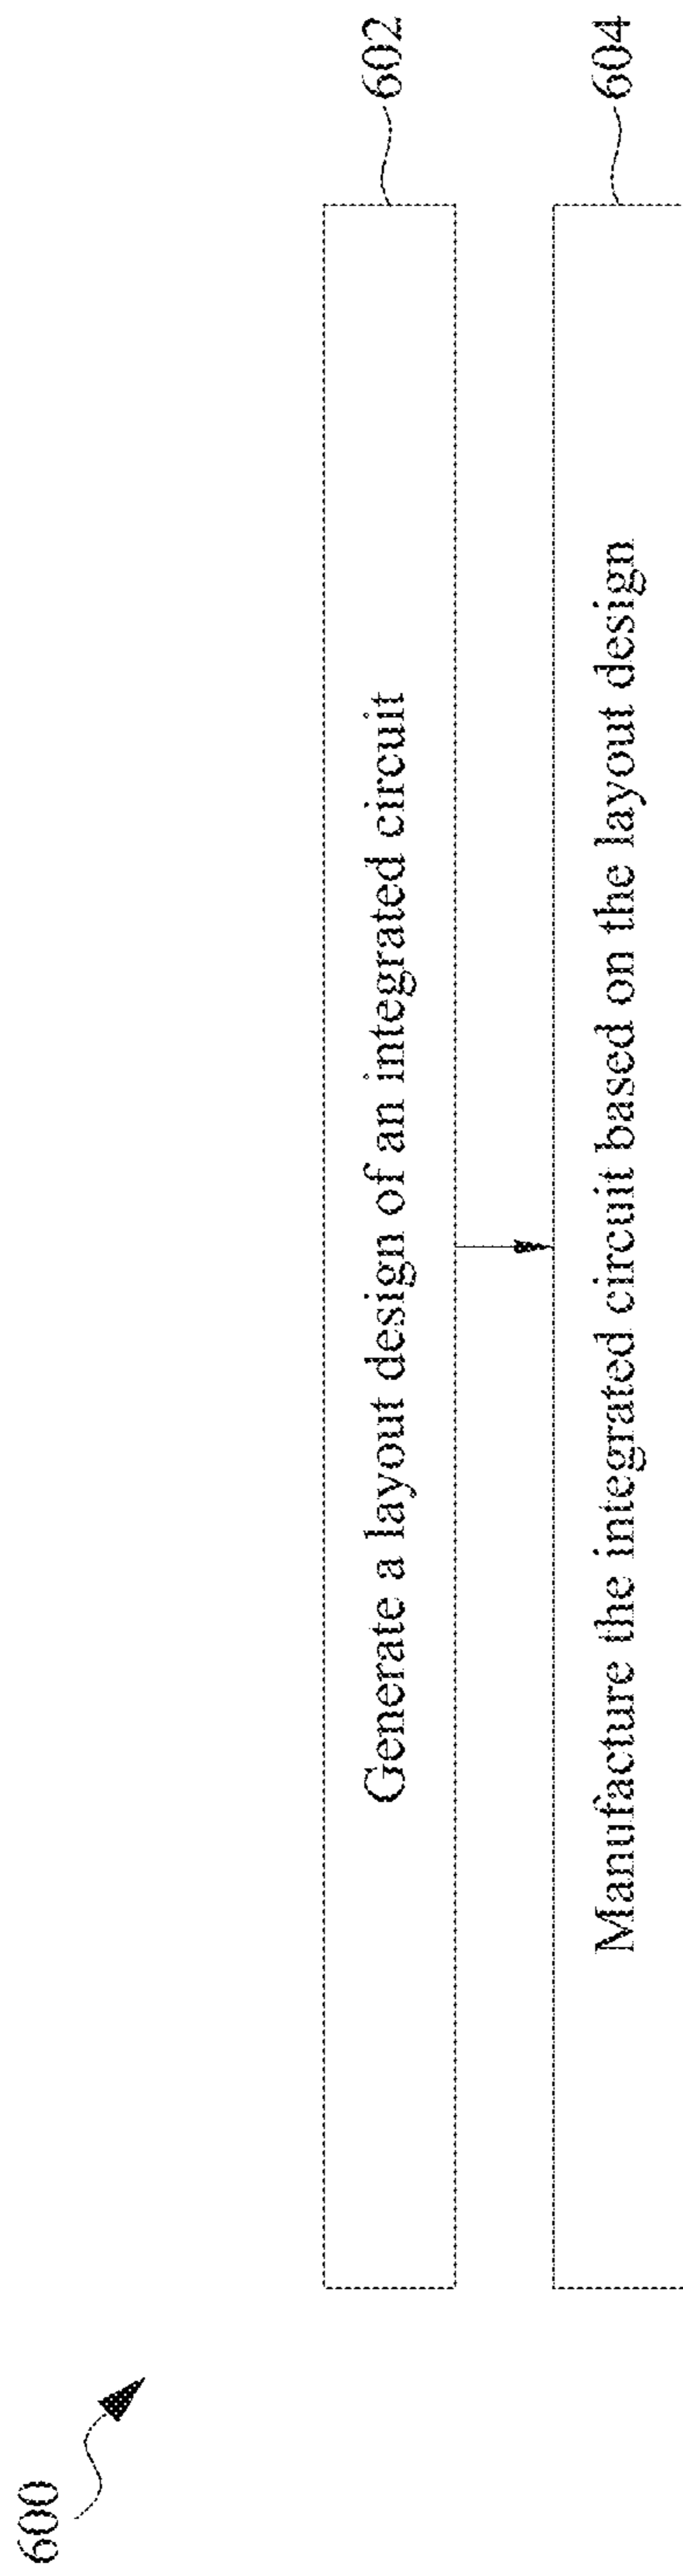 600
Generate a layout design of an integrated circuit
602
Manufacture the integrated circuit based on the layout design
604